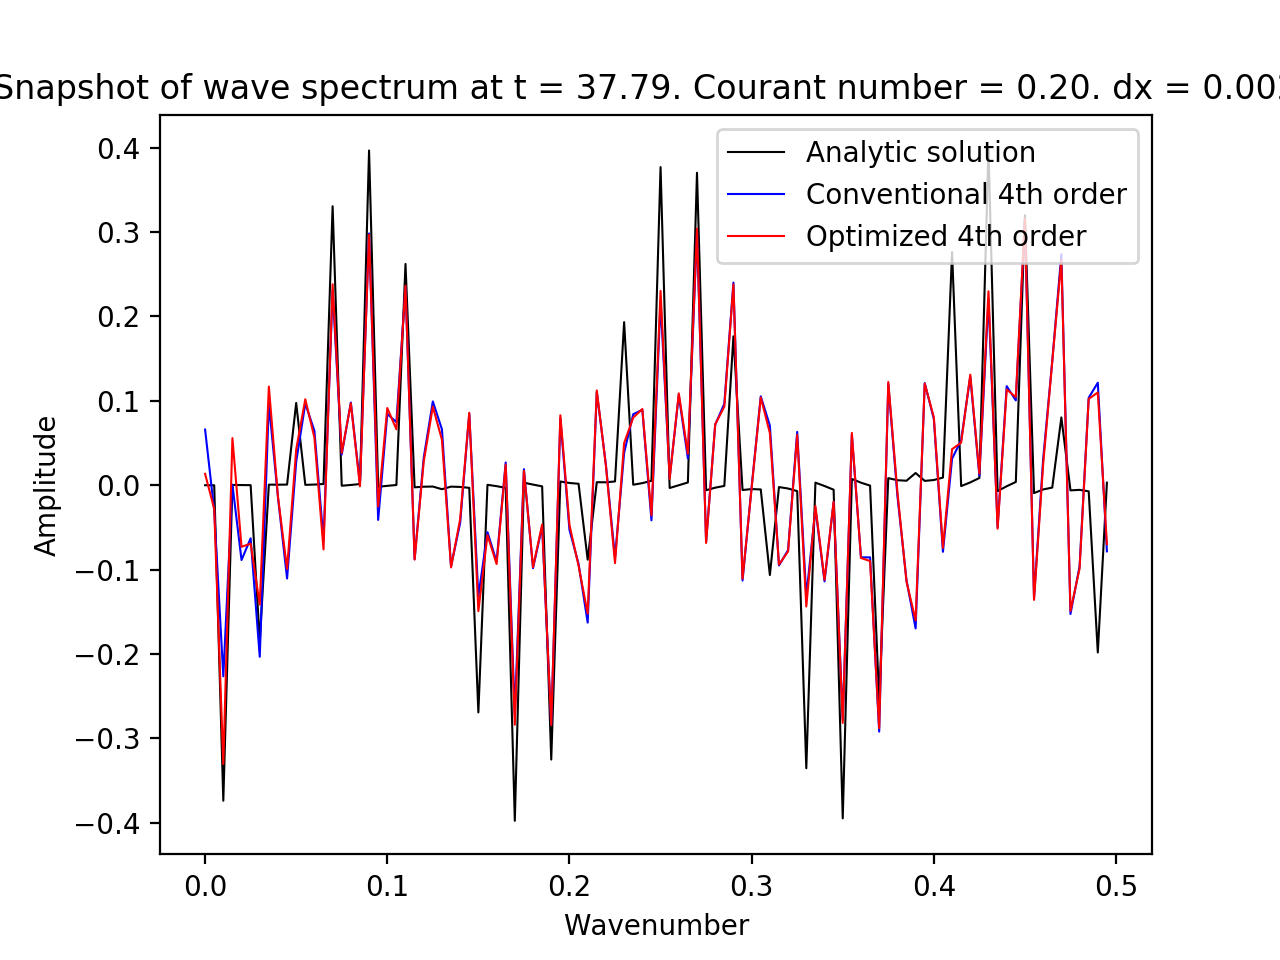 Snapshot of wave spectrum at t = 37.79. Courant number = 0.20. dx = 0.00
Analytic solution
Conventional 4th order
Optimized 4th order
Amplitude
0.4
0.3
0.2
0.1
0.0
−0.1
−0.2
−0.3
−0.4
0.0 0.1 0.2 0.3 0.4 0.5
Wavenumber